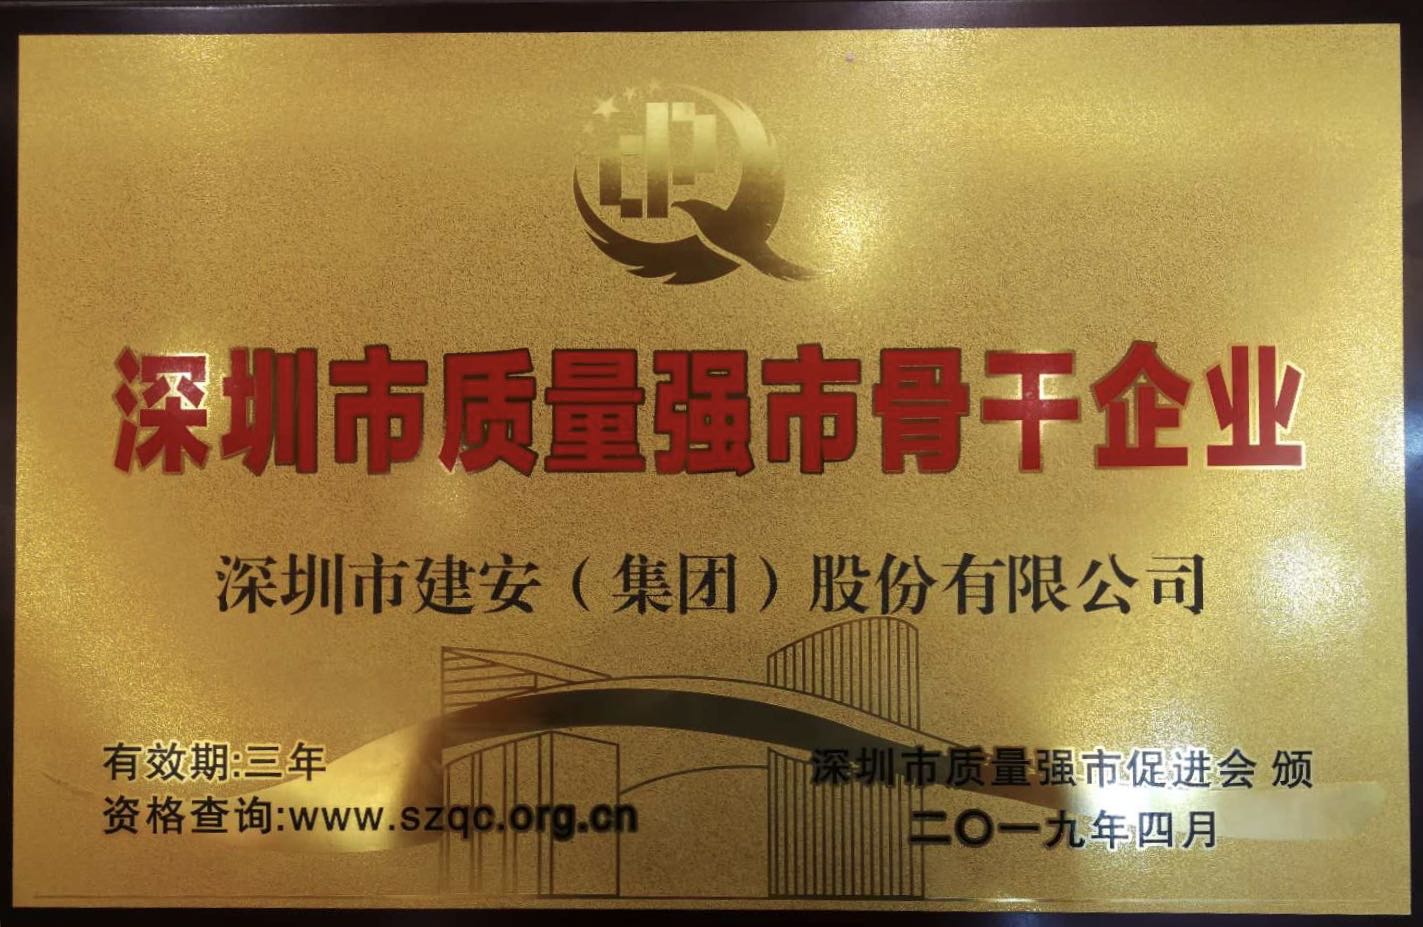 深圳市质量强市骨干企业
深圳市建安（集团）股份有限公司
有效期:三年
资格查询:www.szqc.org.cn
深圳市质量强市促进会 颁
二〇一九年四月